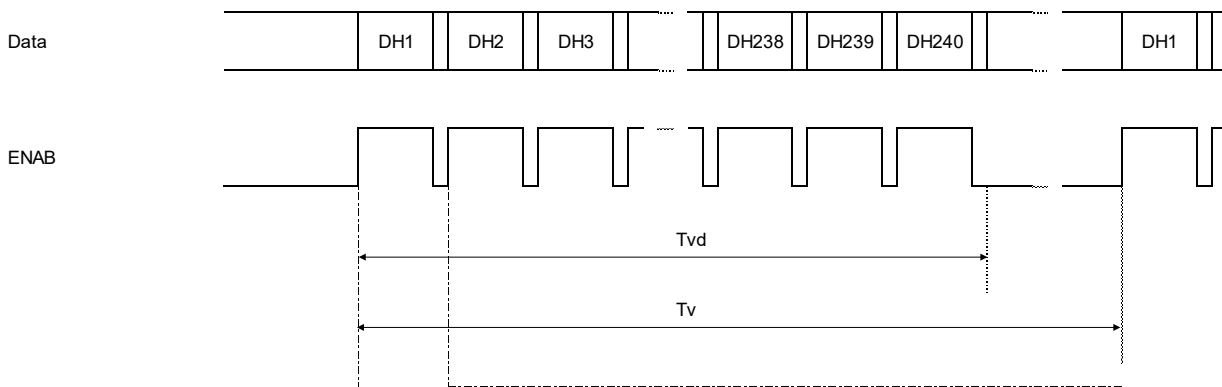 Data
DH1 DH2 DH3 DH238 DH239 DH240 DH1
ENAB
Tvd
Tv